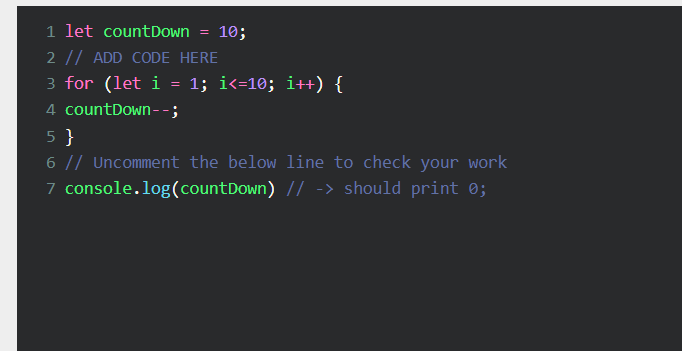 1 let countDown = 10;
2 // ADD CODE HERE
3 for (let i = 1; i<=10; i++) {
4 countDown--;
5 }
6 // Uncomment the below line to check your work
7 console.log(countDown) // -> should print 0;